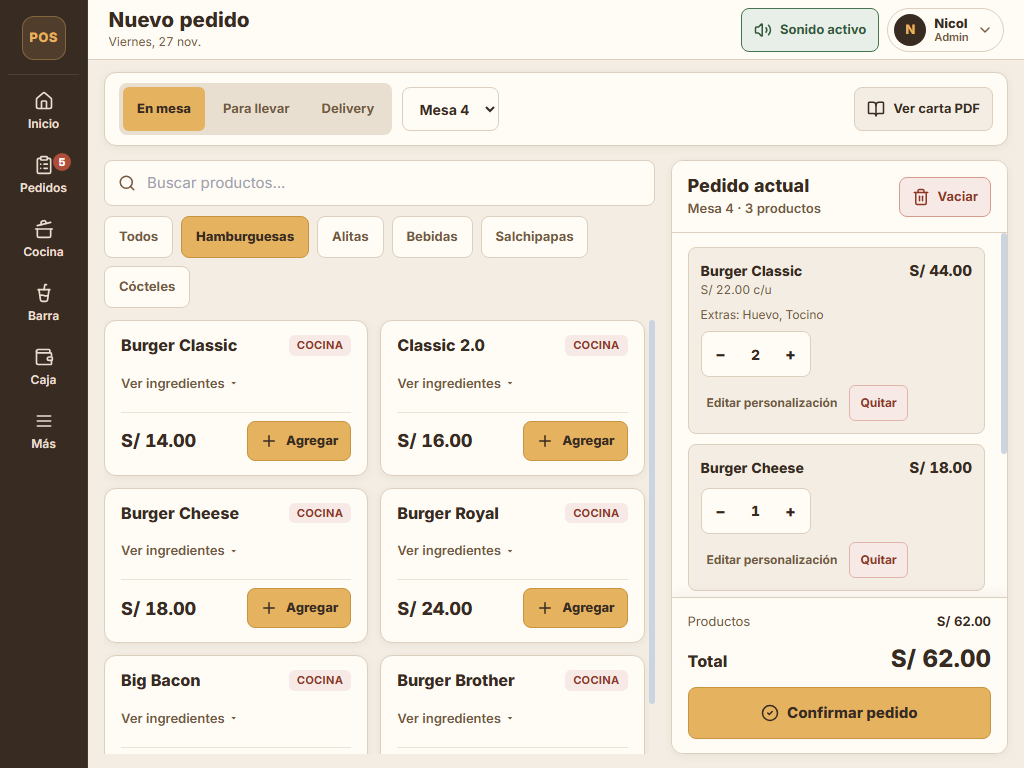 POS
Inicio
5
Pedidos
Cocina
Barra
Caja
Más
Nuevo pedido
Viernes, 27 nov.
Sonido activo
N
Nicol
Admin
En mesa
Para llevar
Delivery
Mesa 4
Ver carta PDF
Buscar productos...
Todos
Hamburguesas
Alitas
Bebidas
Salchipapas
Cócteles
Burger Classic
COCINA
Ver ingredientes
S/ 14.00
Agregar
Classic 2.0
COCINA
Ver ingredientes
S/ 16.00
Agregar
Burger Cheese
COCINA
Ver ingredientes
S/ 18.00
Agregar
Burger Royal
COCINA
Ver ingredientes
S/ 24.00
Agregar
Big Bacon
COCINA
Ver ingredientes
Burger Brother
COCINA
Ver ingredientes
Pedido actual
Mesa 4 · 3 productos
Vaciar
Burger Classic S/ 44.00
S/ 22.00 c/u
Extras: Huevo, Tocino
− 2 +
Editar personalización Quitar
Burger Cheese S/ 18.00
− 1 +
Editar personalización Quitar
Productos S/ 62.00
Total S/ 62.00
Confirmar pedido